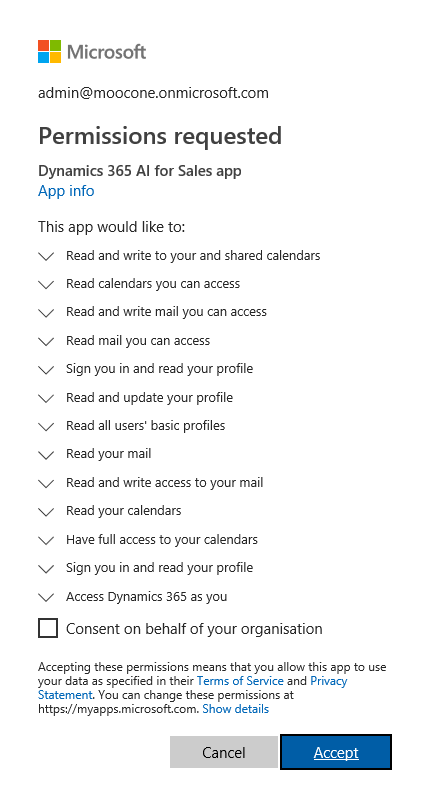 Microsoft
admin@moocone.onmicrosoft.com
Permissions requested
Dynamics 365 AI for Sales app
App info
This app would like to:
Read and write to your and shared calendars
Read calendars you can access
Read and write mail you can access
Read mail you can access
Sign you in and read your profile
Read and update your profile
Read all users' basic profiles
Read your mail
Read and write access to your mail
Read your calendars
Have full access to your calendars
Sign you in and read your profile
Access Dynamics 365 as you
Consent on behalf of your organisation
Accepting these permissions means that you allow this app to use
your data as specified in their Terms of Service and Privacy
Statement. You can change these permissions at
https://myapps.microsoft.com. Show details
Cancel Accept